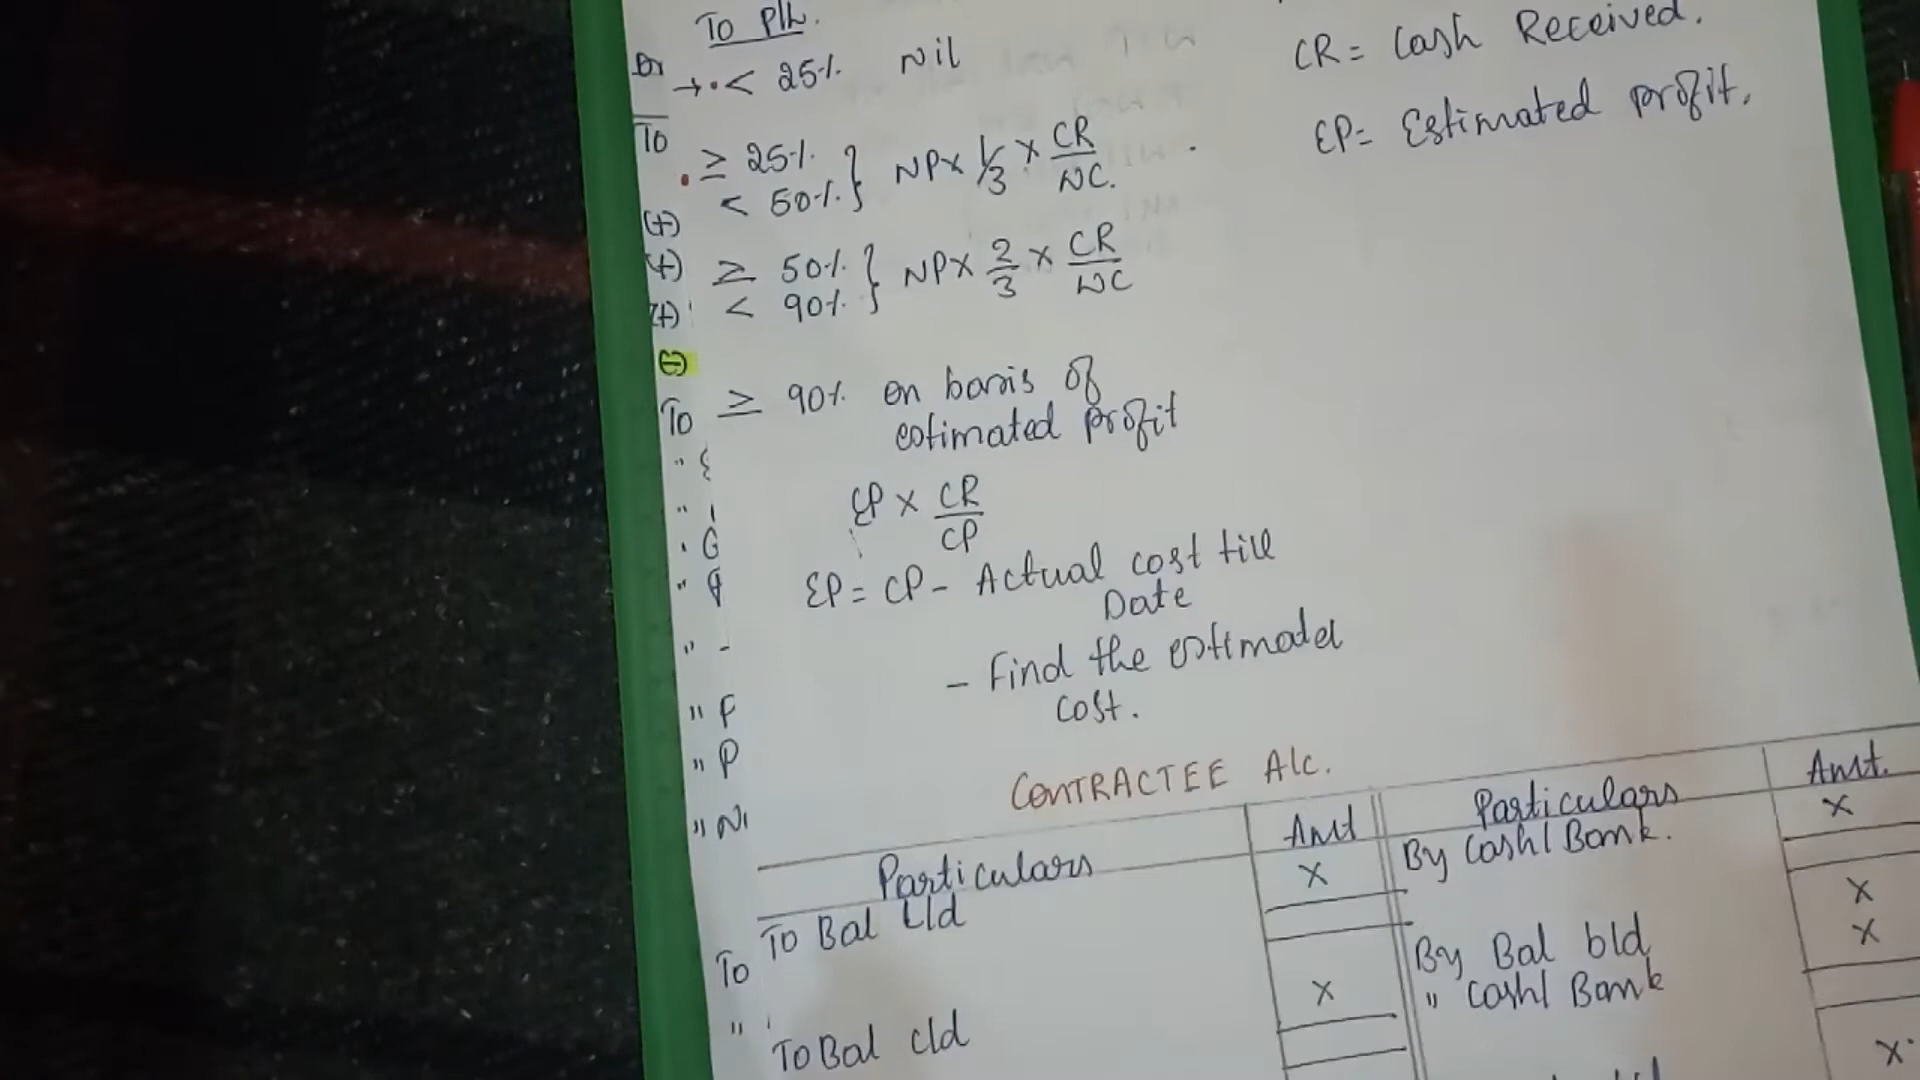 To P/L.
→ • < 25% Nil
≥ 25%
< 50% } NP x 1/3 x CR/WC.
≥ 50%
< 90% } NP x 2/3 x CR/WC
≥ 90% on basis of
estimated profit
EP x CR/CP
EP = CP - Actual cost till
Date
- Find the estimated
cost.
CR = Cash Received.
EP = Estimated profit.
To
(+)
(+)
(+)
(-)
To
CONTRACTEE A/c.
Particulars Amt Particulars Amt.
To Bal c/d X By Cash/Bank. X
By Bal b/d X
To Bal c/d X " Cash/Bank X
X
To